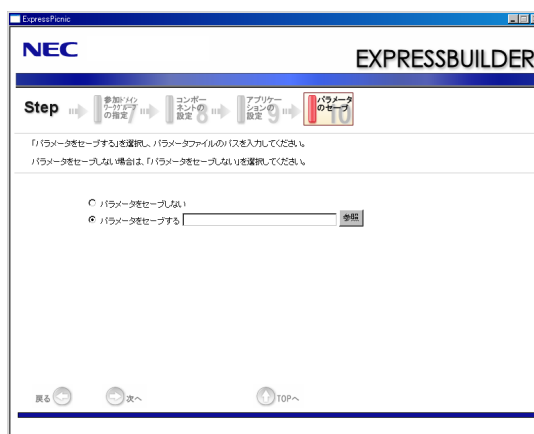 ExpressPicnic
NEC
EXPRESSBUILDER
Step
参加ドメイン
ワークグループ
の指定 7
コンポー
ネントの
設定 8
アプリケー
ションの
設定 9
パラメータ
のセーブ
10
「パラメータをセーブする」を選択し、パラメータファイルのパスを入力してください。
パラメータをセーブしない場合は、「パラメータをセーブしない」を選択してください。
パラメータをセーブしない
パラメータをセーブする
参照
戻る
次へ
TOPへ